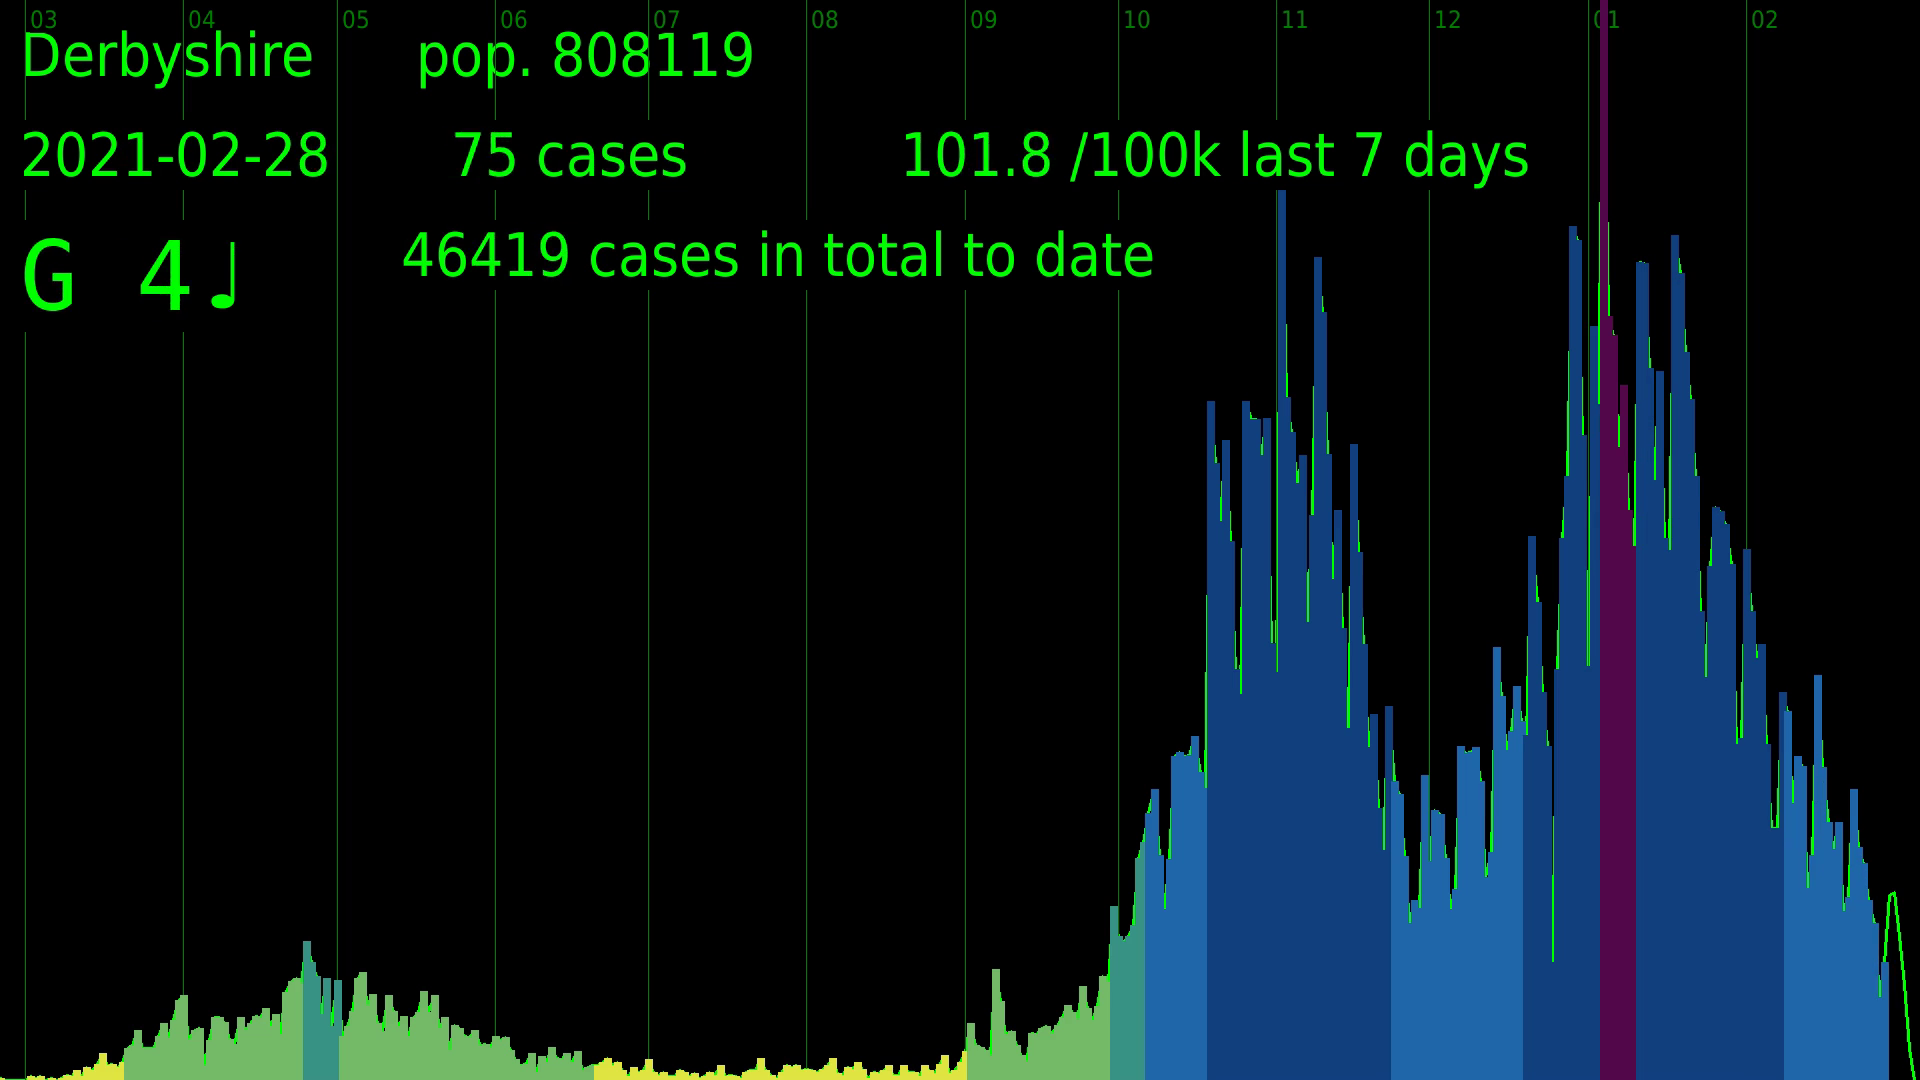 03 04 05 06 07 08 09 10 11 12 01 02
Derbyshire pop. 808119
2021-02-28 75 cases 101.8 /100k last 7 days
G 4♩ 46419 cases in total to date